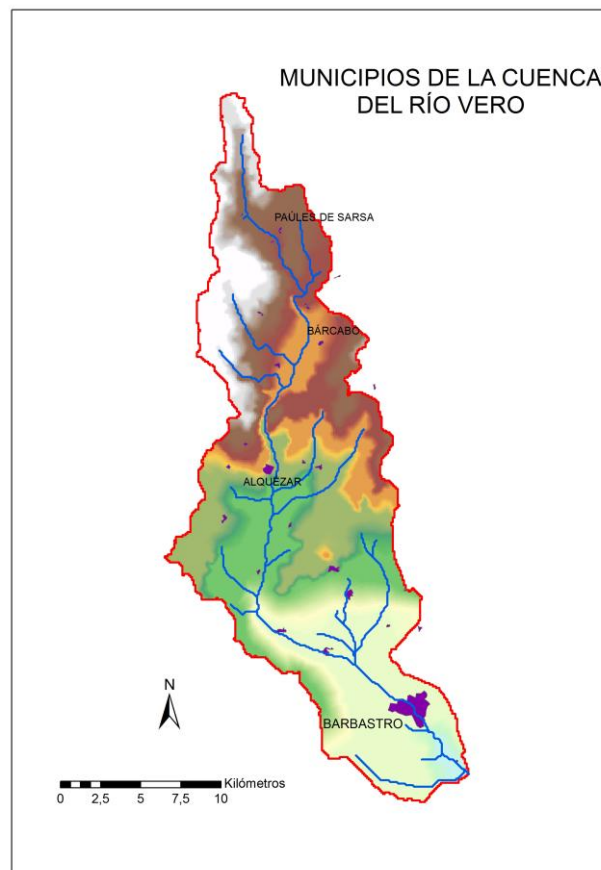 MUNICIPIOS DE LA CUENCA
DEL RÍO VERO
PAÚLES DE SARSA
BÁRCABO
ALQUÉZAR
N
BARBASTRO
Kilómetros
0 2,5 5 7,5 10